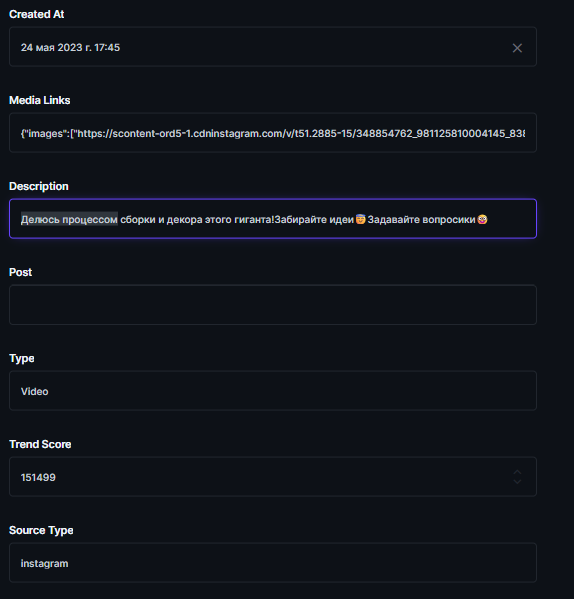 Created At
24 мая 2023 г. 17:45
Media Links
{"images":["https://scontent-ord5-1.cdninstagram.com/v/t51.2885-15/348854762_981125810004145_838
Description
Делюсь процессом сборки и декора этого гиганта!Забирайте идеи😇Задавайте вопросики🤡
Post
Type
Video
Trend Score
151499
Source Type
instagram